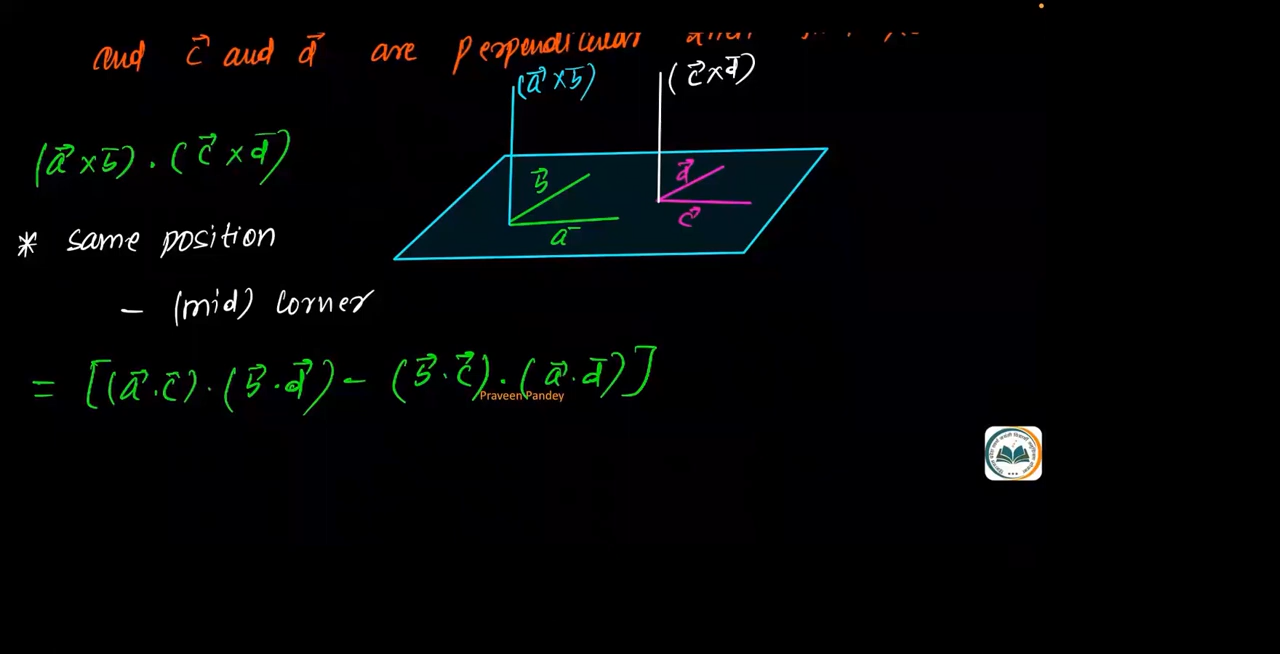 and c⃗ and d⃗ are perpendicular
(a⃗ × b̄)
(c⃗ × d̄)
(a⃗ × b̄) . (c⃗ × d̄)
b⃗
d⃗
a̅
c⃗
* same position
- (mid) corner
= [(a⃗ . c̄) . (b⃗ . d⃗) - (b⃗ . c⃗) . (a⃗ . d̄)]
Praveen Pandey